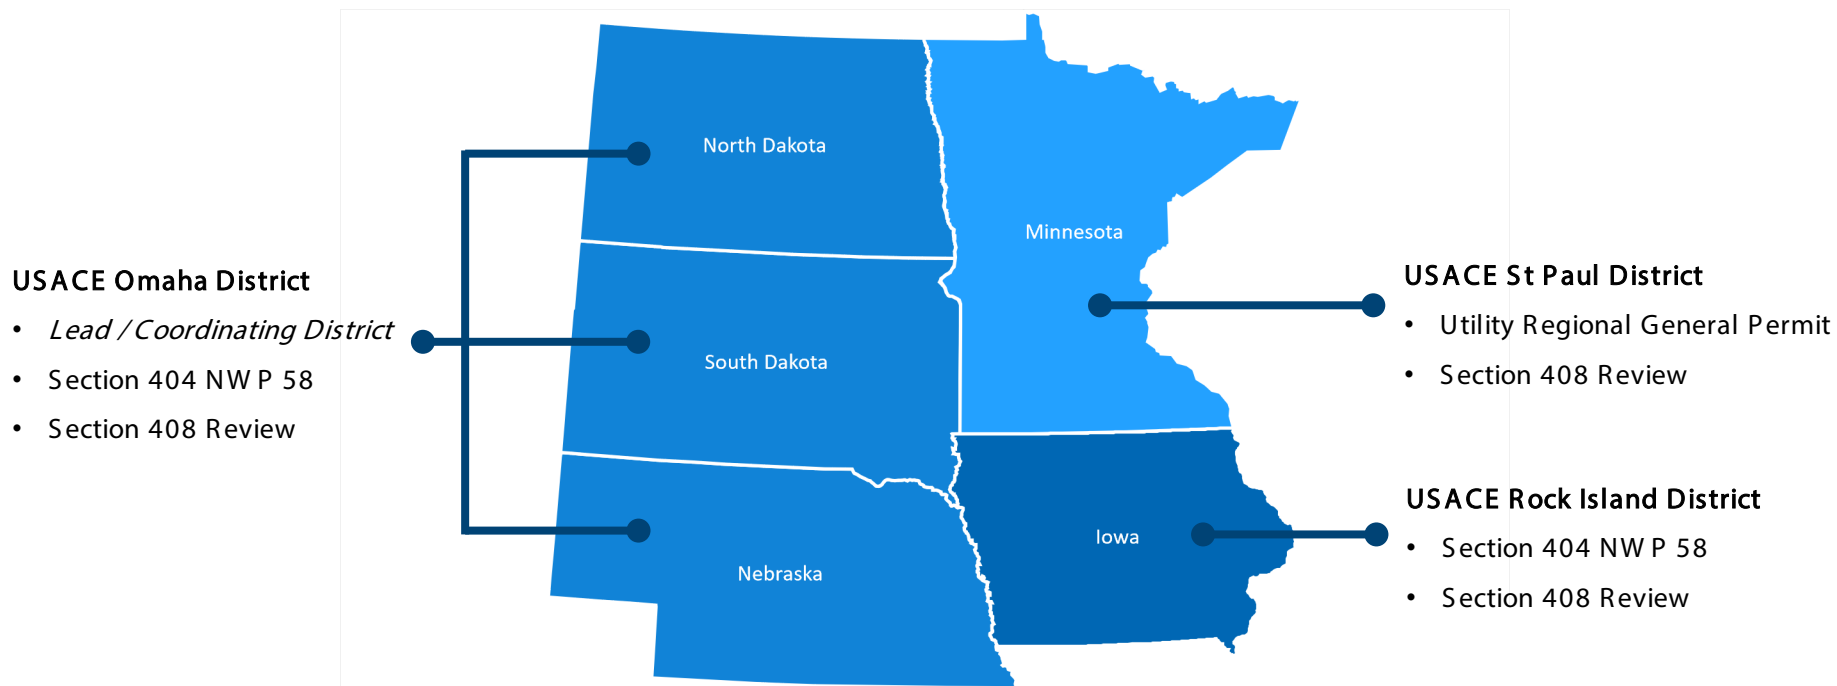 North Dakota
Minnesota
South Dakota
Nebraska
Iowa
USACE Omaha District
• Lead / Coordinating District
• Section 404 NWP 58
• Section 408 Review
USACE St Paul District
• Utility Regional General Permit
• Section 408 Review
USACE Rock Island District
• Section 404 NWP 58
• Section 408 Review